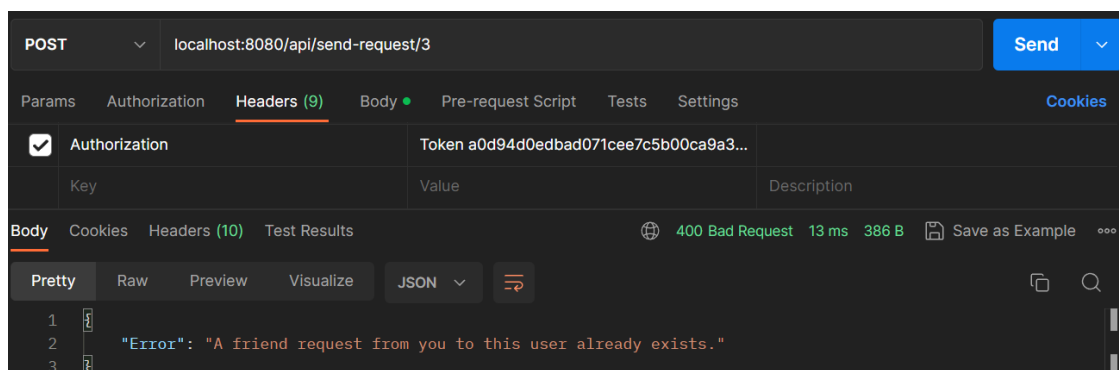 POST localhost:8080/api/send-request/3 Send
Params Authorization Headers (9) Body Pre-request Script Tests Settings Cookies
Authorization Token a0d94d0edbad071cee7c5b00ca9a3...
Key Value Description
Body Cookies Headers (10) Test Results 400 Bad Request 13 ms 386 B Save as Example
Pretty Raw Preview Visualize JSON
1 {
2 "Error": "A friend request from you to this user already exists."
3 }